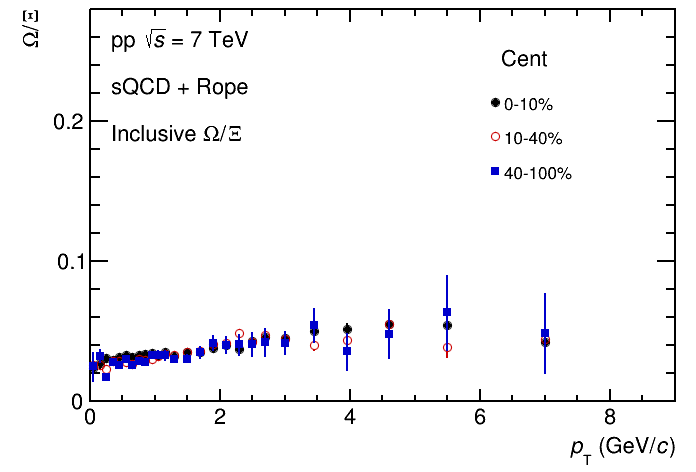 Ω/Ξ
pp √s = 7 TeV
sQCD + Rope
Inclusive Ω/Ξ
Cent
0-10%
10-40%
40-100%
0.2
0.1
0
0 2 4 6 8
p_T (GeV/c)